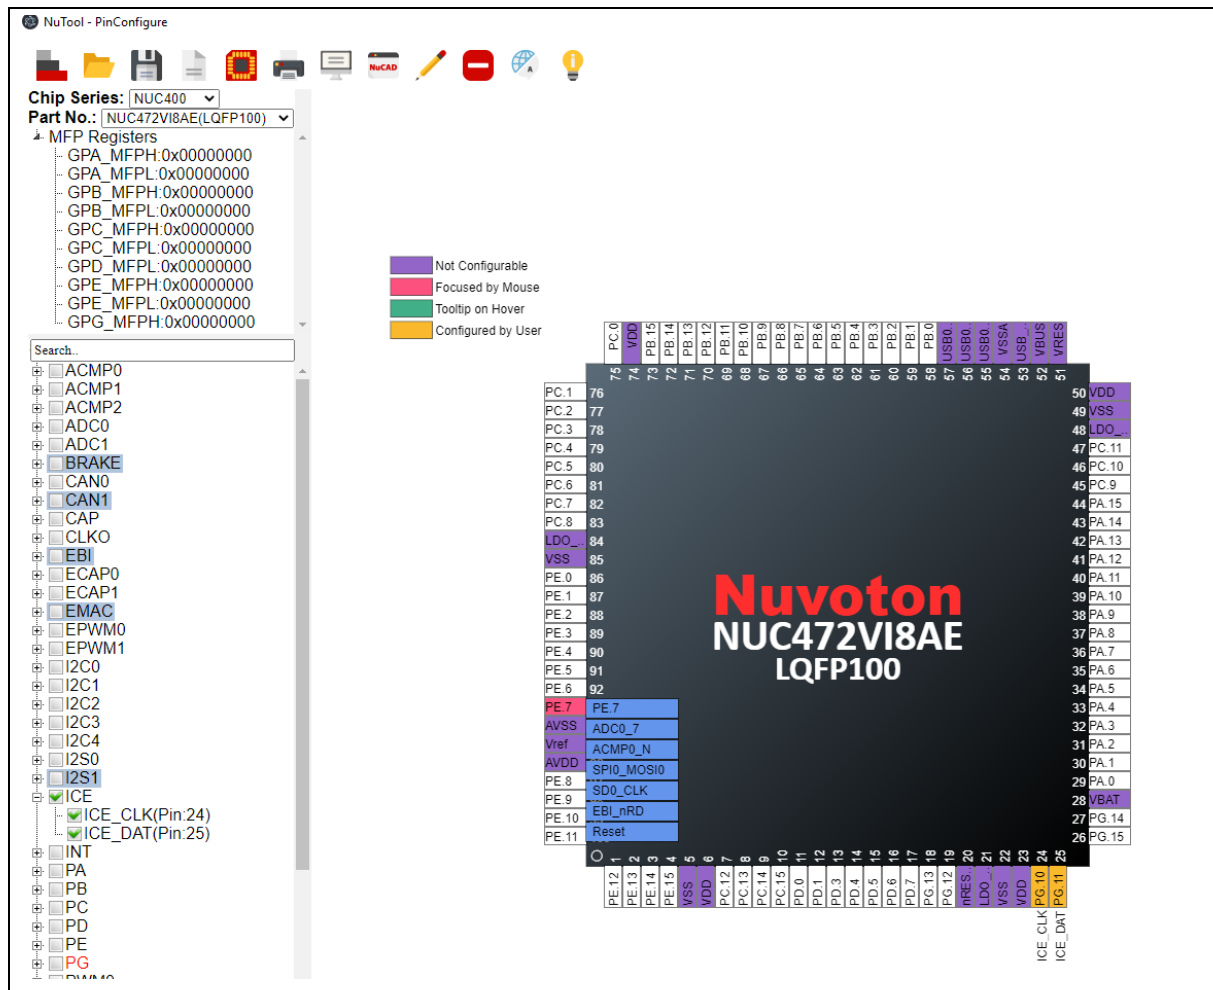 NuTool - PinConfigure
NuCAD
A
Chip Series: NUC400
Part No.: NUC472VI8AE(LQFP100)
MFP Registers
GPA_MFPH:0x00000000
GPA_MFPL:0x00000000
GPB_MFPH:0x00000000
GPB_MFPL:0x00000000
GPC_MFPH:0x00000000
GPC_MFPL:0x00000000
GPD_MFPL:0x00000000
GPE_MFPH:0x00000000
GPE_MFPL:0x00000000
GPG_MFPH:0x00000000
Search..
ACMP0
ACMP1
ACMP2
ADC0
ADC1
BRAKE
CAN0
CAN1
CAP
CLKO
EBI
ECAP0
ECAP1
EMAC
EPWM0
EPWM1
I2C0
I2C1
I2C2
I2C3
I2C4
I2S0
I2S1
ICE
ICE_CLK(Pin:24)
ICE_DAT(Pin:25)
INT
PA
PB
PC
PD
PE
PG
PWM0
Not Configurable
Focused by Mouse
Tooltip on Hover
Configured by User
PC.0 VDD PB.15 PB.14 PB.13 PB.12 PB.11 PB.10 PB.9 PB.8 PB.7 PB.6 PB.5 PB.4 PB.3 PB.2 PB.1 PB.0 USB0.. USB0.. USB0.. VSSA USB_.. VBUS VRES
75 74 73 72 71 70 69 68 67 66 65 64 63 62 61 60 59 58 57 56 55 54 53 52 51
PC.1 76
PC.2 77
PC.3 78
PC.4 79
PC.5 80
PC.6 81
PC.7 82
PC.8 83
LDO_.. 84
VSS 85
PE.0 86
PE.1 87
PE.2 88
PE.3 89
PE.4 90
PE.5 91
PE.6 92
PE.7
AVSS
Vref
AVDD
PE.8
PE.9
PE.10
PE.11
PE.7
ADC0_7
ACMP0_N
SPI0_MOSI0
SD0_CLK
EBI_nRD
Reset
Nuvoton
NUC472VI8AE
LQFP100
50 VDD
49 VSS
48 LDO_..
47 PC.11
46 PC.10
45 PC.9
44 PA.15
43 PA.14
42 PA.13
41 PA.12
40 PA.11
39 PA.10
38 PA.9
37 PA.8
36 PA.7
35 PA.6
34 PA.5
33 PA.4
32 PA.3
31 PA.2
30 PA.1
29 PA.0
28 VBAT
27 PG.14
26 PG.15
1 2 3 4 5 6 7 8 9 10 11 12 13 14 15 16 17 18 19 20 21 22 23 24 25
PE.12 PE.13 PE.14 PE.15 VSS VDD PC.12 PC.13 PC.14 PC.15 PD.0 PD.1 PD.3 PD.4 PD.5 PD.6 PD.7 PG.13 PG.12 nRES.. LDO_.. VSS VDD PG.10 PG.11
ICE_CLK ICE_DAT